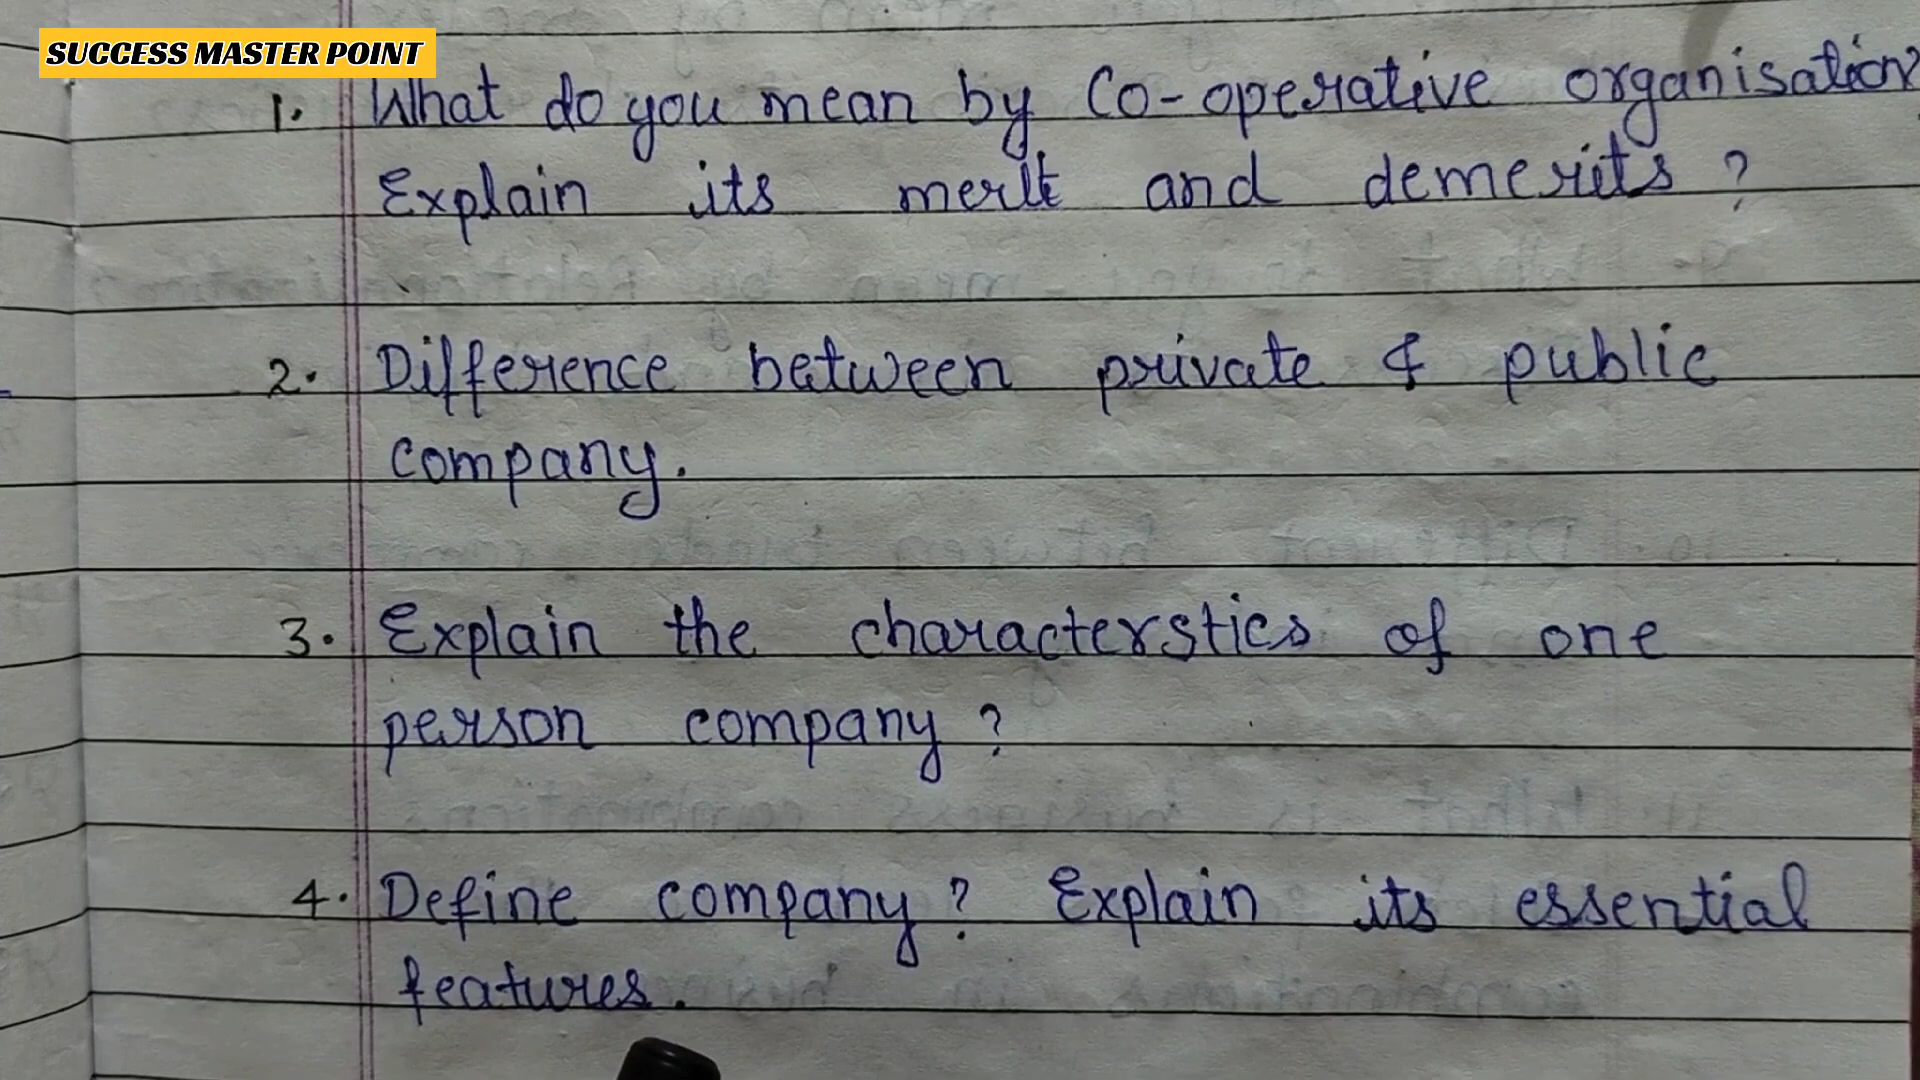 SUCCESS MASTER POINT
1. What do you mean by Co-operative organisation?
Explain its merit and demerits ?
2. Difference between private & public
company.
3. Explain the characterstics of one
person company ?
4. Define company ? Explain its essential
features.